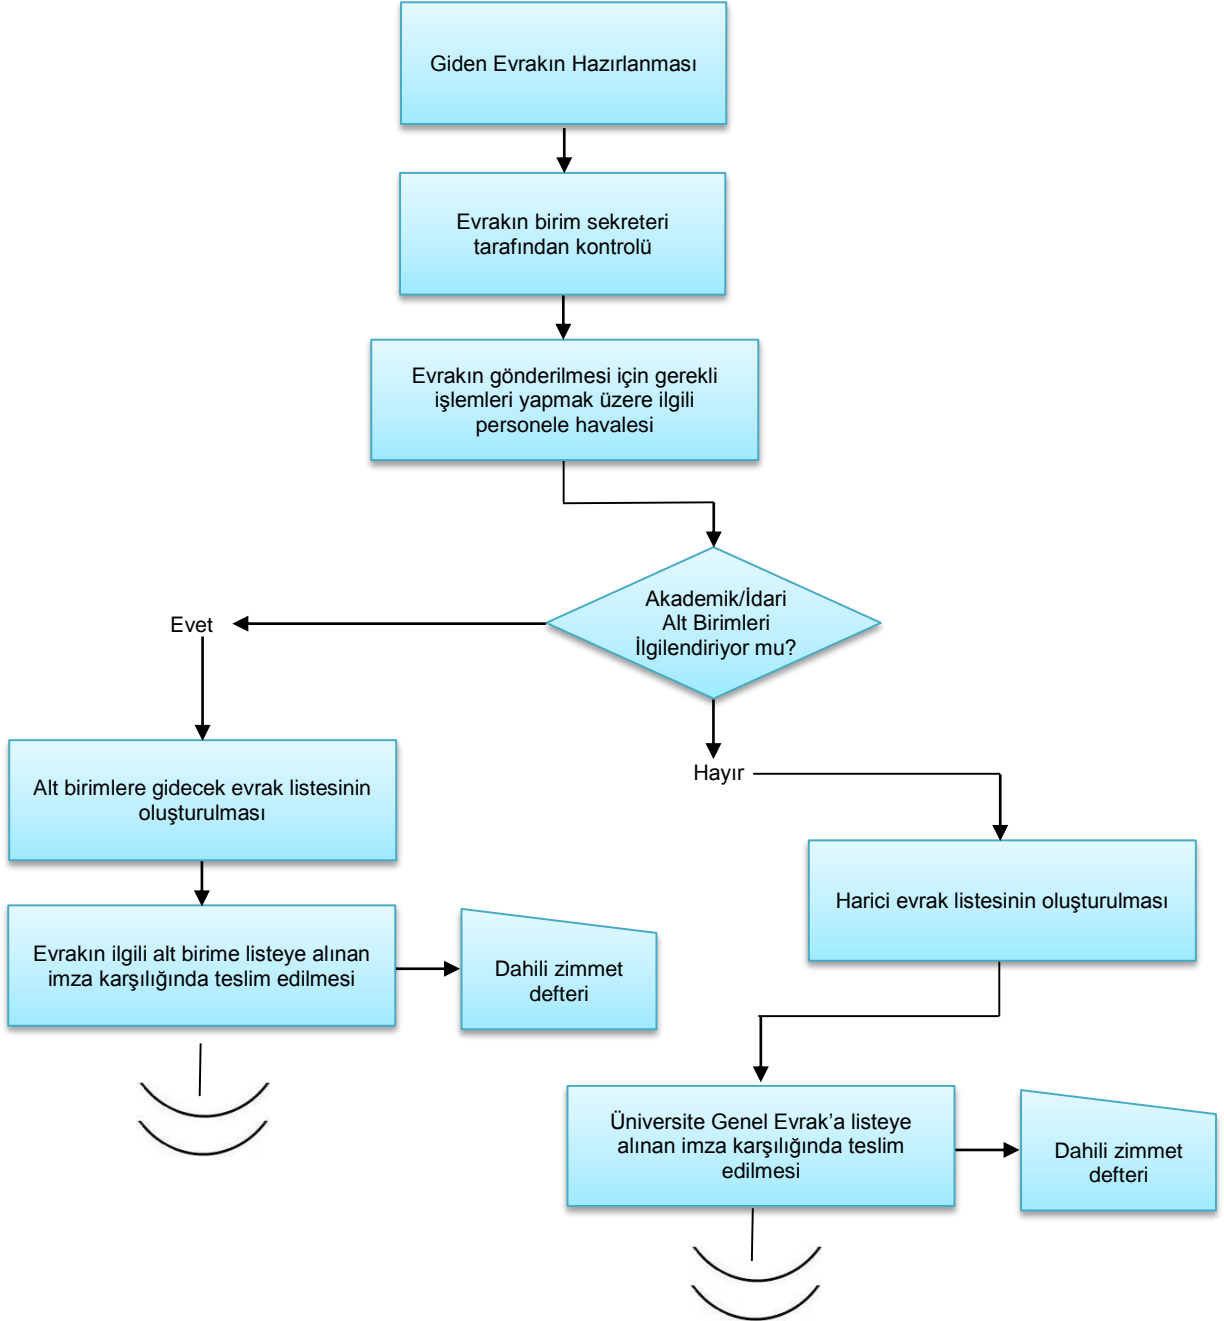 Giden Evrakın Hazırlanması
Evrakın birim sekreteri
tarafından kontrolü
Evrakın gönderilmesi için gerekli
işlemleri yapmak üzere ilgili
personele havalesi
Akademik/İdari
Alt Birimleri
İlgilendiriyor mu?
Evet
Hayır
Alt birimlere gidecek evrak listesinin
oluşturulması
Harici evrak listesinin oluşturulması
Evrakın ilgili alt birime listeye alınan
imza karşılığında teslim edilmesi
Dahili zimmet
defteri
Üniversite Genel Evrak’a listeye
alınan imza karşılığında teslim
edilmesi
Dahili zimmet
defteri